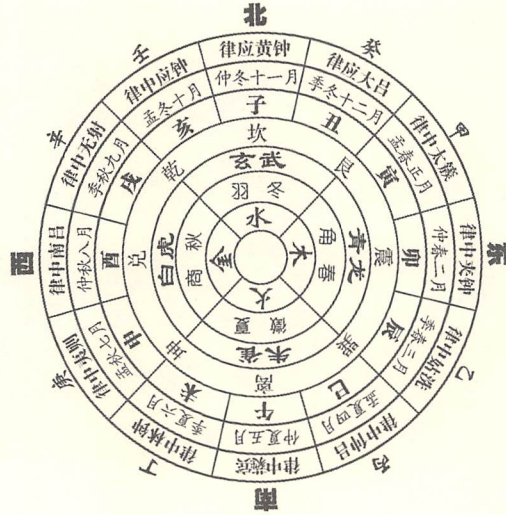 北
癸
甲
东
乙
丙
南
丁
庚
西
辛
壬
律应黄钟
律应大吕
律中太簇
律中夹钟
律中姑洗
律中仲吕
律中蕤宾
律中林钟
律中夷则
律中南吕
律中无射
律中应钟
仲冬十一月
季冬十二月
孟春正月
仲春二月
季春三月
孟夏四月
仲夏五月
季夏六月
孟秋七月
仲秋八月
季秋九月
孟冬十月
子
丑
寅
卯
辰
巳
午
未
申
酉
戌
亥
坎
艮
震
巽
离
坤
兑
乾
玄武
青龙
朱雀
白虎
羽 冬
角 春
徵 夏
商 秋
水
木
火
金